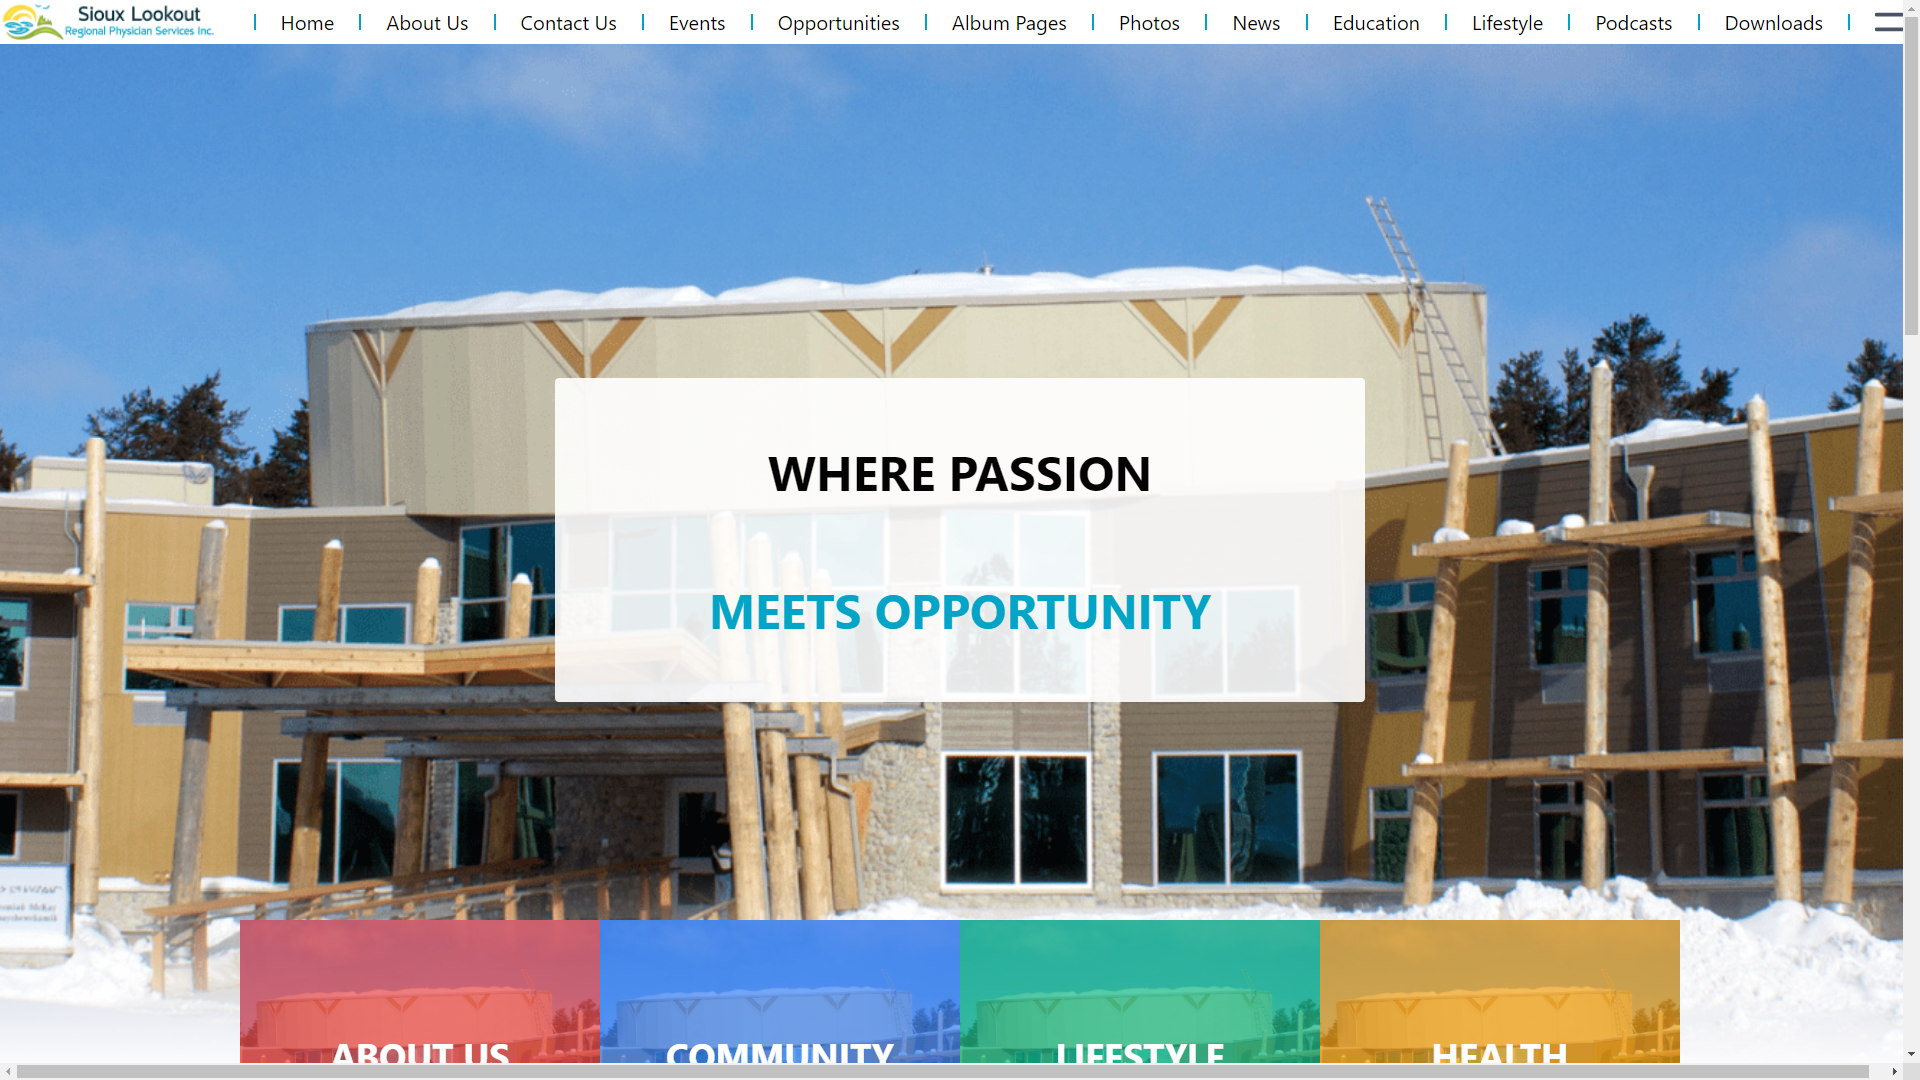 Sioux Lookout
Regional Physician Services Inc.
Home
About Us
Contact Us
Events
Opportunities
Album Pages
Photos
News
Education
Lifestyle
Podcasts
Downloads
WHERE PASSION
MEETS OPPORTUNITY
ABOUT US
COMMUNITY
LIFESTYLE
HEALTH